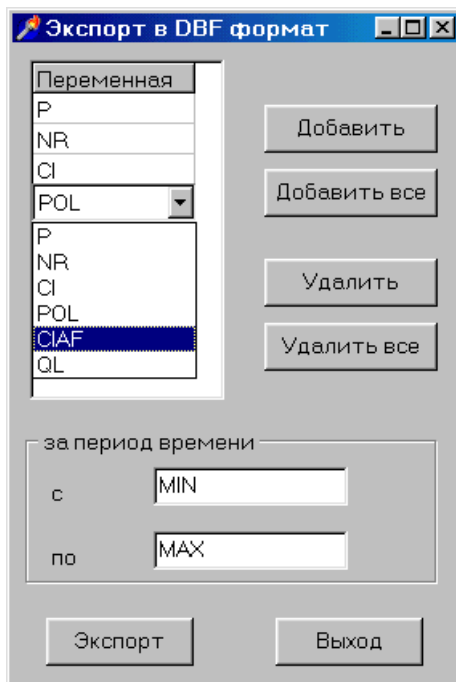 Экспорт в DBF формат
Переменная
P
NR
CI
POL
P
NR
CI
POL
CIAF
QL
Добавить
Добавить все
Удалить
Удалить все
за период времени
с MIN
по MAX
Экспорт
Выход